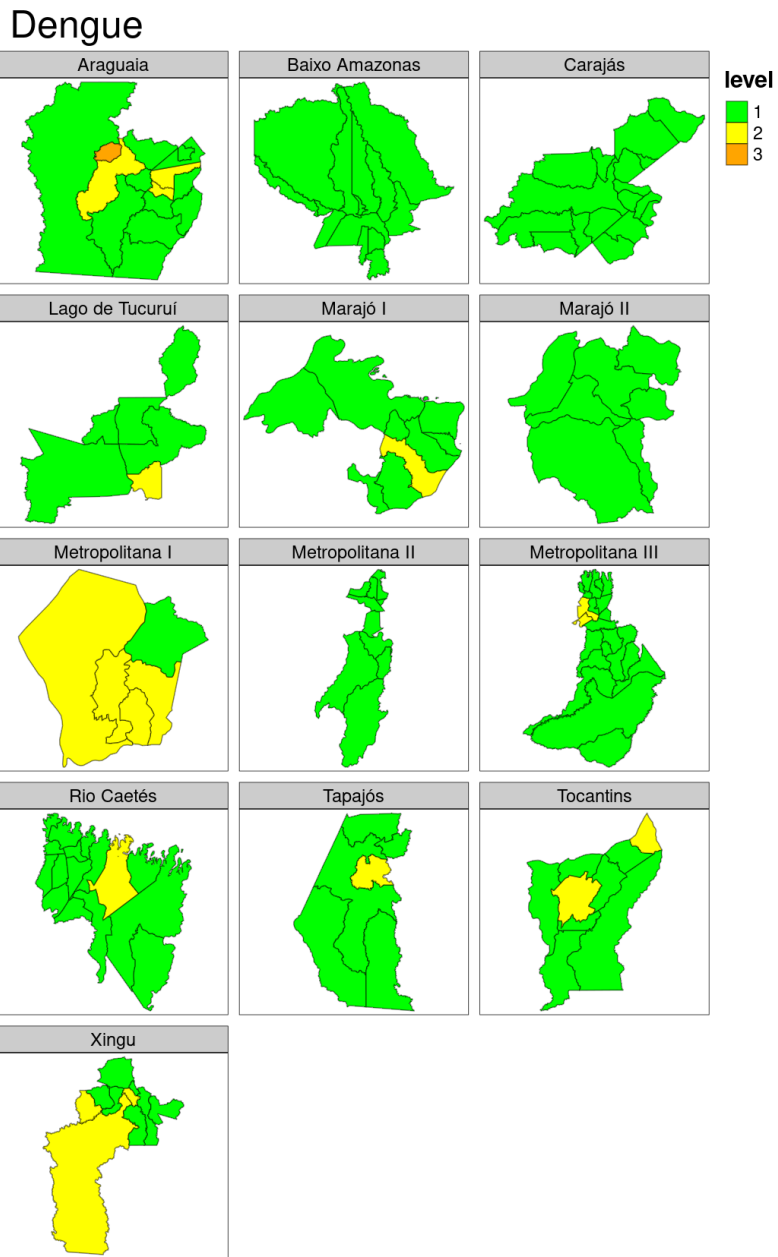 Dengue
Araguaia
Baixo Amazonas
Carajás
level
1
2
3
Lago de Tucuruí
Marajó I
Marajó II
Metropolitana I
Metropolitana II
Metropolitana III
Rio Caetés
Tapajós
Tocantins
Xingu